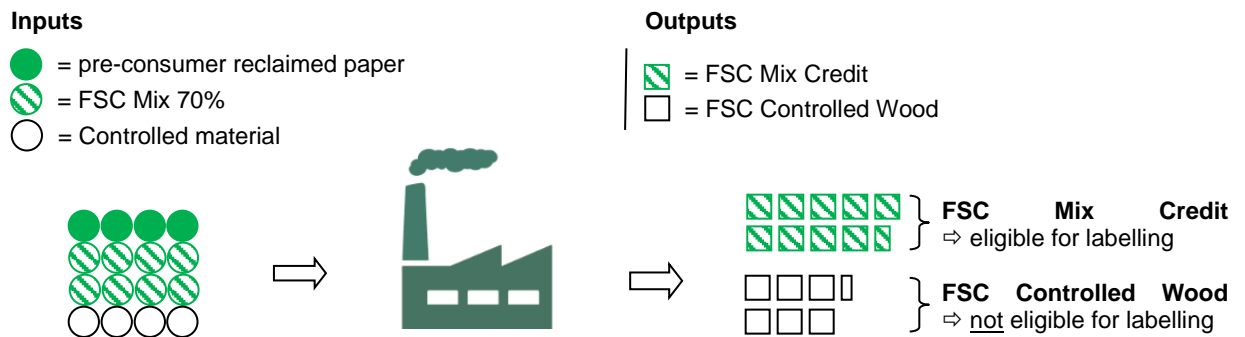 Inputs
= pre-consumer reclaimed paper
= FSC Mix 70%
= Controlled material
Outputs
= FSC Mix Credit
= FSC Controlled Wood
FSC Mix Credit
⇨ eligible for labelling
FSC Controlled Wood
⇨ not eligible for labelling